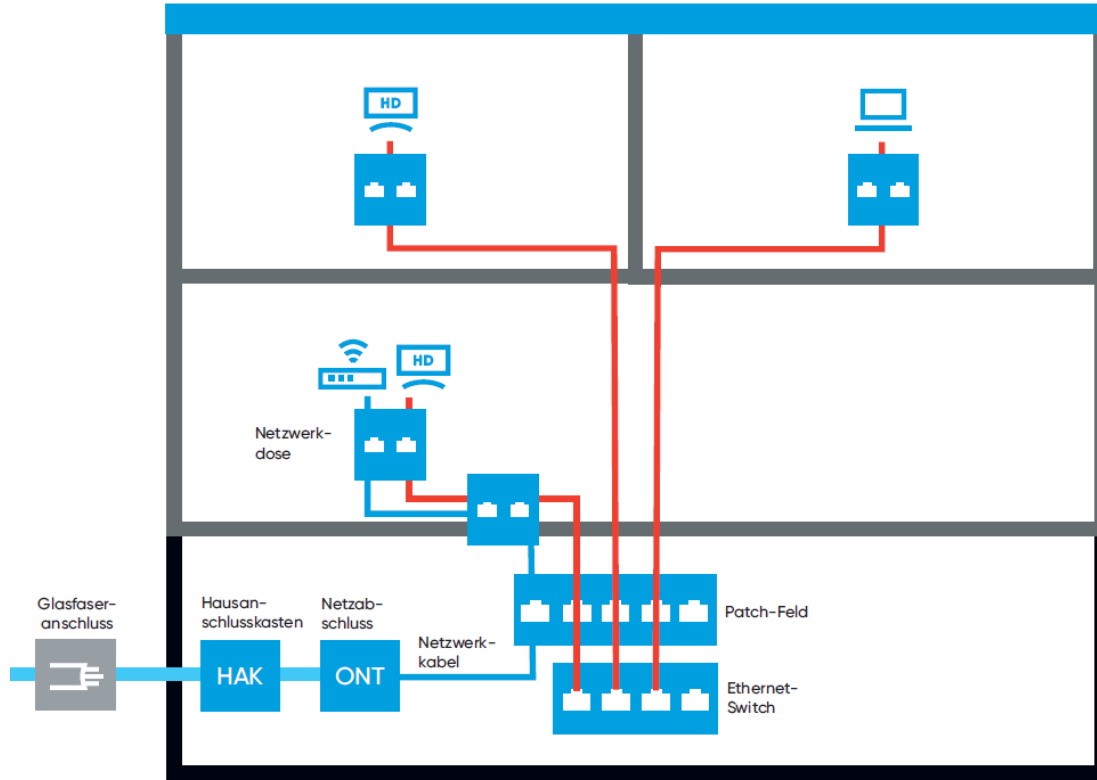 HD
HD
Netzwerk-
dose
Glasfaser-
anschluss
Hausan-
schlusskasten
Netzab-
schluss
Netzwerk-
kabel
HAK
ONT
Patch-Feld
Ethernet-
Switch